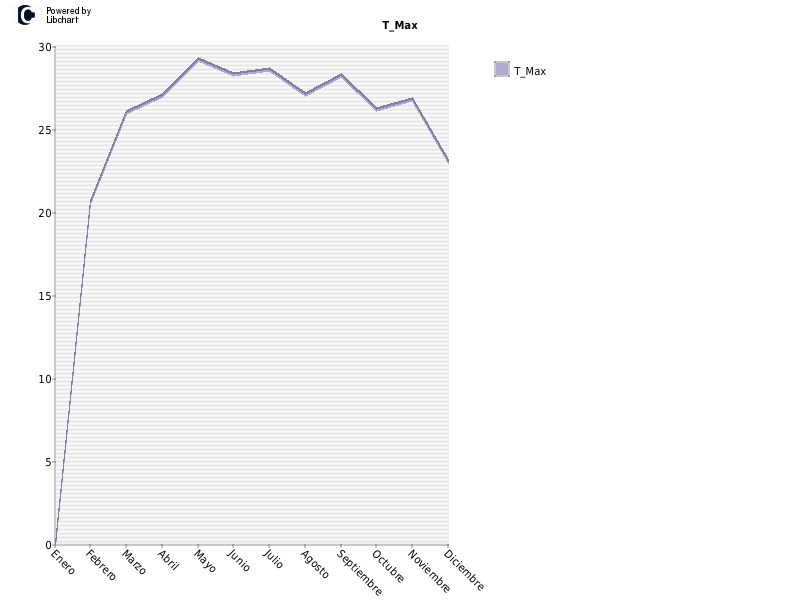 Powered by
Libchart
T_Max
T_Max
30
25
20
15
10
5
0
Enero
Febrero
Marzo
Abril
Mayo
Junio
Julio
Agosto
Septiembre
Octubre
Noviembre
Diciembre